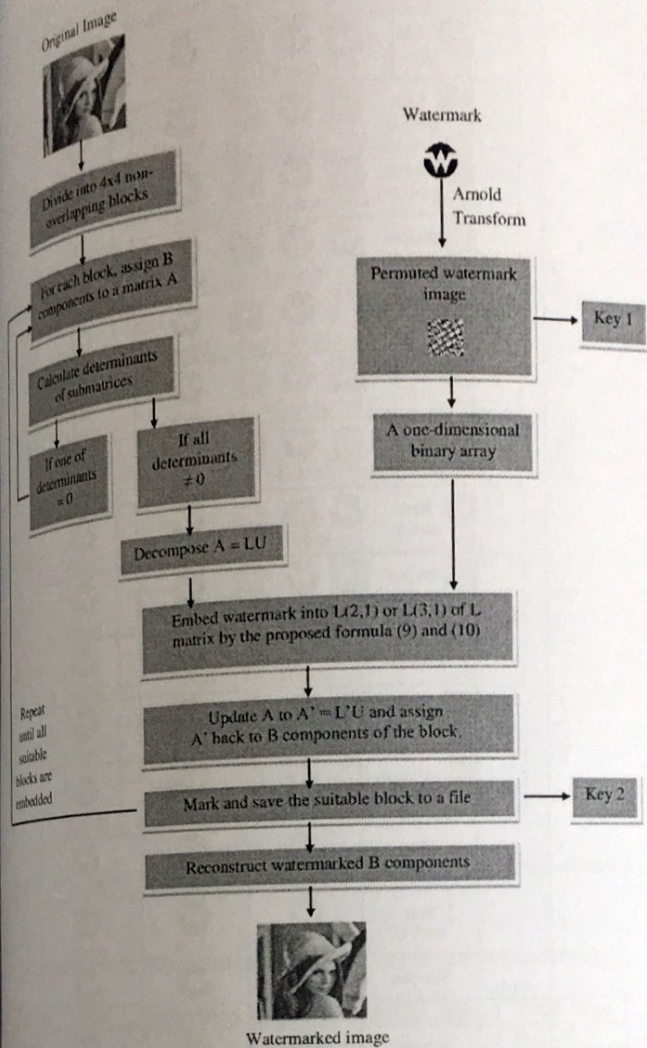 Original Image
Divide into 4x4 non-
overlapping blocks
For each block, assign B
components to a matrix A
Calculate determinants
of submatrices
If one of
determinants
= 0
If all
determinants
≠ 0
Decompose A = LU
Watermark
W
Arnold
Transform
Permuted watermark
image
Key 1
A one-dimensional
binary array
Embed watermark into L(2,1) or L(3,1) of L
matrix by the proposed formula (9) and (10)
Update A to A' = L'U and assign
A' back to B components of the block.
Repeat
until all
suitable
blocks are
embedded
Mark and save the suitable block to a file
Key 2
Reconstruct watermarked B components
Watermarked image